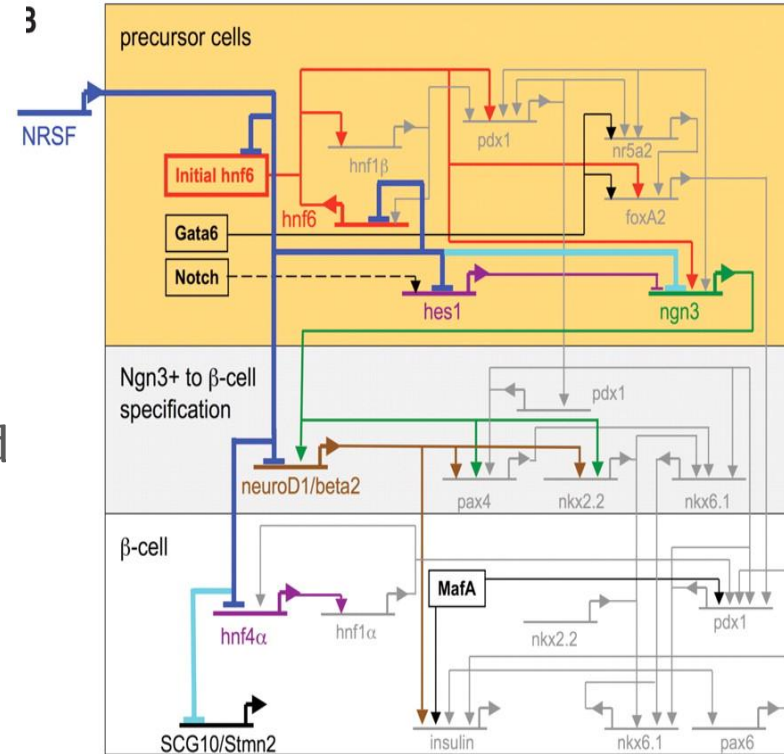 B
precursor cells
NRSF
pdx1
nr5a2
hnf1β
Initial hnf6
foxA2
hnf6
Gata6
Notch
hes1
ngn3
Ngn3+ to β-cell
specification
pdx1
d
neuroD1/beta2
pax4
nkx2.2
nkx6.1
β-cell
MafA
hnf4α
hnf1α
nkx2.2
pdx1
SCG10/Stmn2
insulin
nkx6.1
pax6